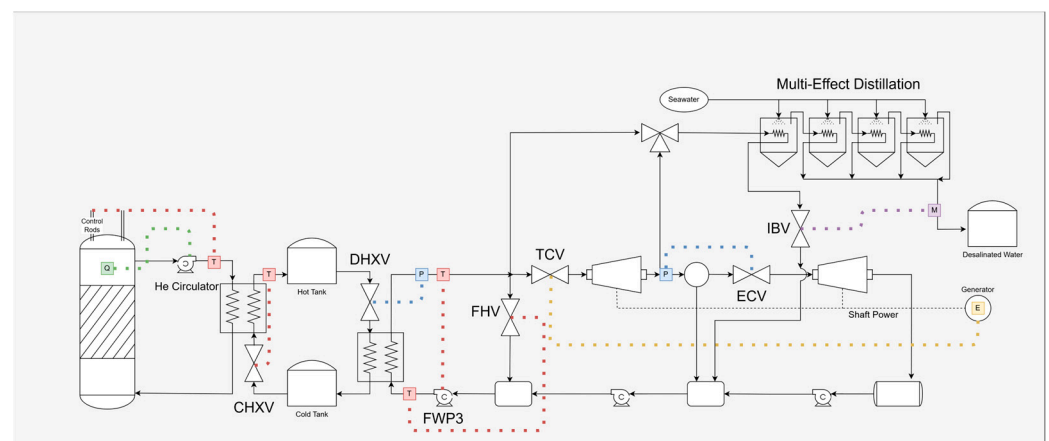 Multi-Effect Distillation
Seawater
Control
Rods
Q
C
T
He Circulator
T
Hot Tank
DHXV
P
T
TCV
P
IBV
M
Desalinated Water
FHV
ECV
Generator
E
Shaft Power
CHXV
Cold Tank
T
C
FWP3
C
C